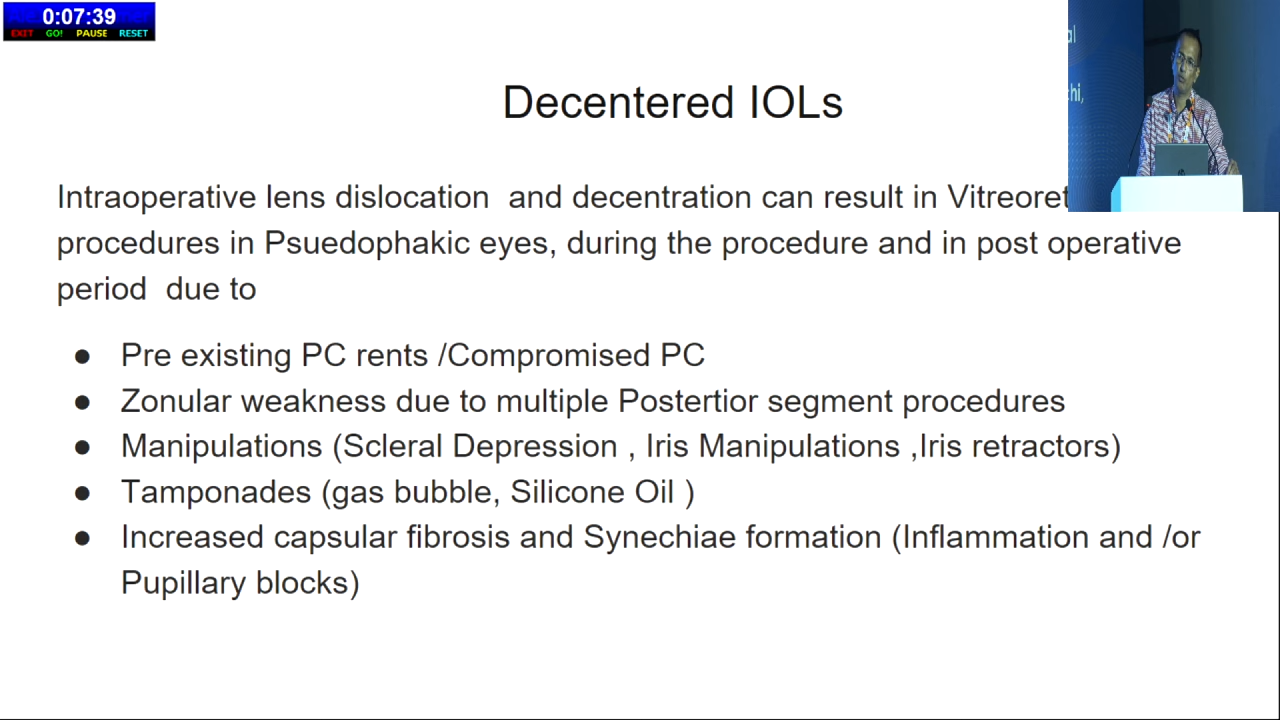 0:07:39
EXIT GO! PAUSE RESET
al
chi,
Decentered IOLs
Intraoperative lens dislocation and decentration can result in Vitreoret
procedures in Psuedophakic eyes, during the procedure and in post operative
period due to
● Pre existing PC rents /Compromised PC
● Zonular weakness due to multiple Postertior segment procedures
● Manipulations (Scleral Depression , Iris Manipulations ,Iris retractors)
● Tamponades (gas bubble, Silicone Oil )
● Increased capsular fibrosis and Synechiae formation (Inflammation and /or
Pupillary blocks)